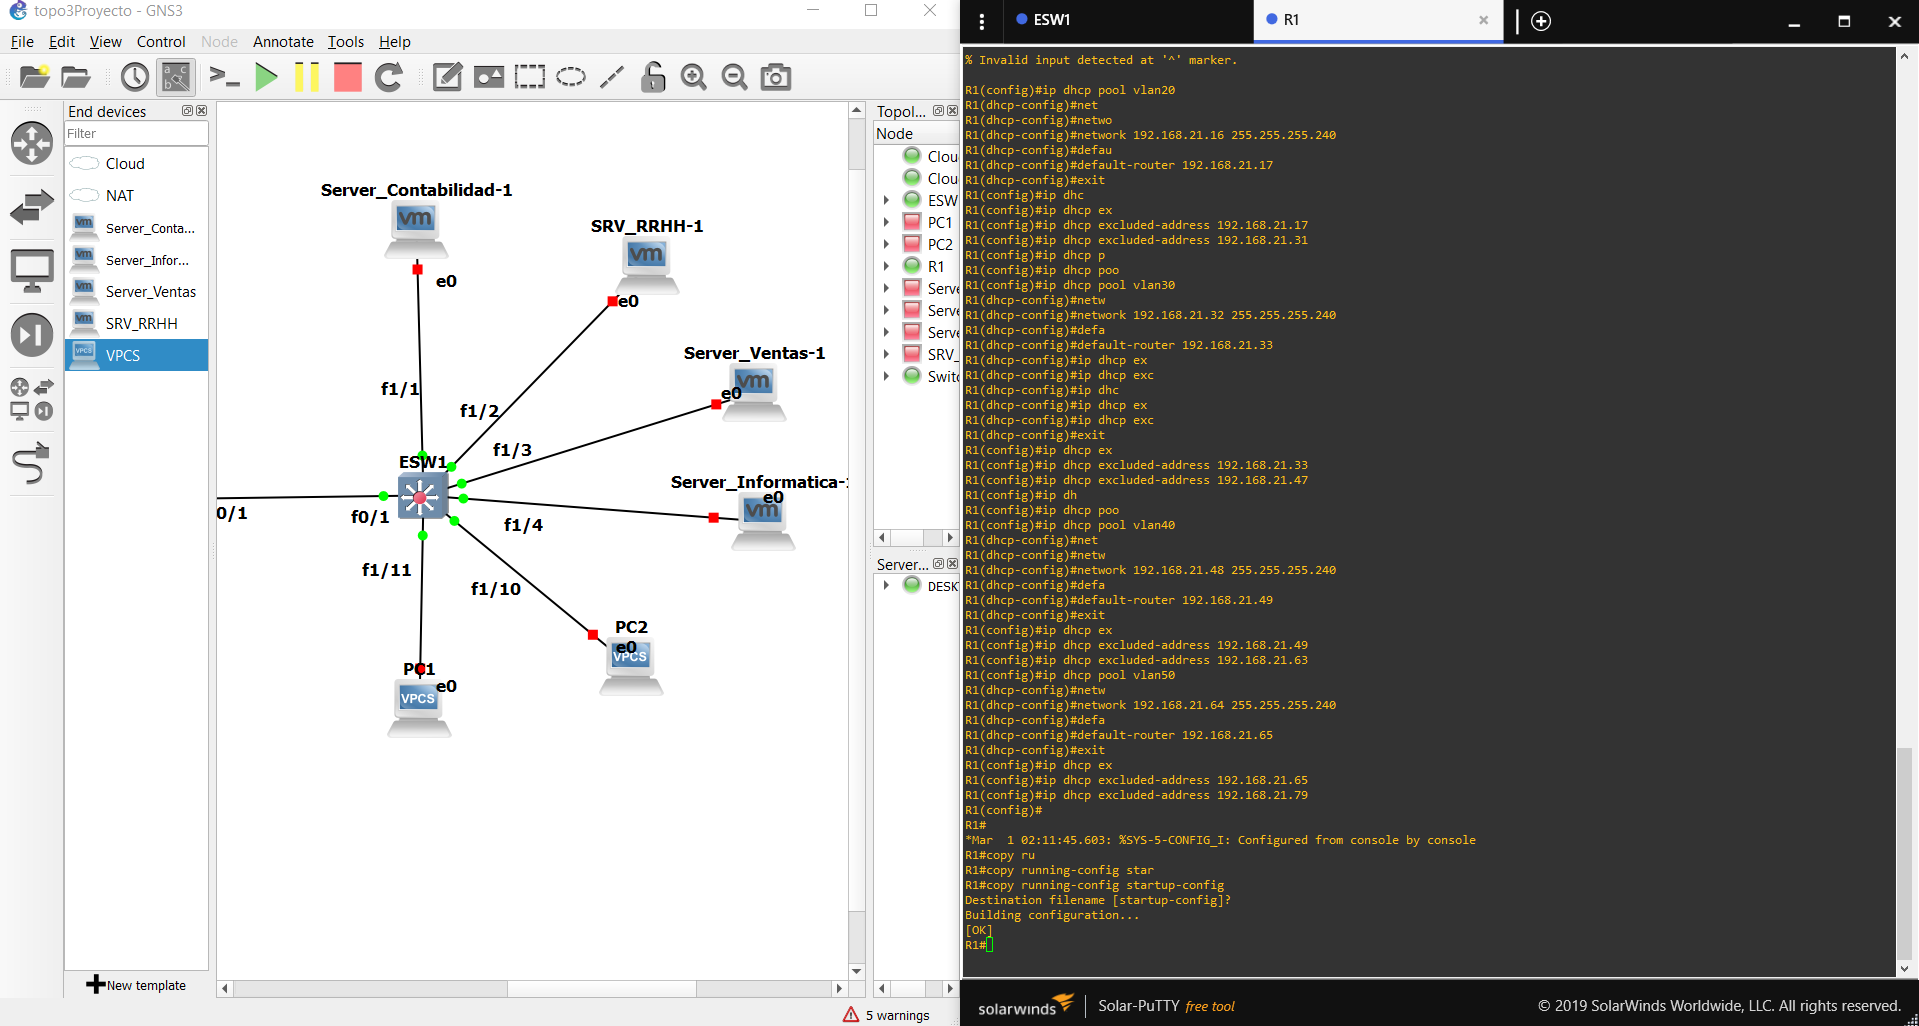 topo3Proyecto — GNS3
File Edit View Control Node Annotate Tools Help
End devices
Filter
Cloud
NAT
Server_Conta...
Server_Infor...
Server_Ventas
SRV_RRHH
VPCS
New template
Server_Contabilidad-1
e0
SRV_RRHH-1
e0
Server_Ventas-1
e0
f1/1
f1/2
f1/3
ESW1
Server_Informatica-
e0
0/1
f0/1
f1/4
f1/11
f1/10
PC2
e0
PC1
e0
Topol...
Node
Clou
Clou
ESW
PC1
PC2
R1
Serve
Serve
Serve
SRV_
Switc
Server...
DESK
5 warnings
ESW1
R1
% Invalid input detected at '^' marker.
R1(config)#ip dhcp pool vlan20
R1(dhcp-config)#net
R1(dhcp-config)#netwo
R1(dhcp-config)#network 192.168.21.16 255.255.255.240
R1(dhcp-config)#defau
R1(dhcp-config)#default-router 192.168.21.17
R1(dhcp-config)#exit
R1(config)#ip dhc
R1(config)#ip dhcp ex
R1(config)#ip dhcp excluded-address 192.168.21.17
R1(config)#ip dhcp excluded-address 192.168.21.31
R1(config)#ip dhcp p
R1(config)#ip dhcp poo
R1(config)#ip dhcp pool vlan30
R1(dhcp-config)#netw
R1(dhcp-config)#network 192.168.21.32 255.255.255.240
R1(dhcp-config)#defa
R1(dhcp-config)#default-router 192.168.21.33
R1(dhcp-config)#ip dhcp ex
R1(dhcp-config)#ip dhcp exc
R1(dhcp-config)#ip dhc
R1(dhcp-config)#ip dhcp ex
R1(dhcp-config)#ip dhcp exc
R1(dhcp-config)#exit
R1(config)#ip dhcp ex
R1(config)#ip dhcp excluded-address 192.168.21.33
R1(config)#ip dhcp excluded-address 192.168.21.47
R1(config)#ip dh
R1(config)#ip dhcp poo
R1(config)#ip dhcp pool vlan40
R1(dhcp-config)#net
R1(dhcp-config)#netw
R1(dhcp-config)#network 192.168.21.48 255.255.255.240
R1(dhcp-config)#defa
R1(dhcp-config)#default-router 192.168.21.49
R1(dhcp-config)#exit
R1(config)#ip dhcp ex
R1(config)#ip dhcp excluded-address 192.168.21.49
R1(config)#ip dhcp excluded-address 192.168.21.63
R1(config)#ip dhcp pool vlan50
R1(dhcp-config)#netw
R1(dhcp-config)#network 192.168.21.64 255.255.255.240
R1(dhcp-config)#defa
R1(dhcp-config)#default-router 192.168.21.65
R1(dhcp-config)#exit
R1(config)#ip dhcp ex
R1(config)#ip dhcp excluded-address 192.168.21.65
R1(config)#ip dhcp excluded-address 192.168.21.79
R1(config)#
R1#
*Mar  1 02:11:45.603: %SYS-5-CONFIG_I: Configured from console by console
R1#copy ru
R1#copy running-config star
R1#copy running-config startup-config
Destination filename [startup-config]?
Building configuration...
[OK]
R1#
solarwinds Solar-PuTTY free tool © 2019 SolarWinds Worldwide, LLC. All rights reserved.